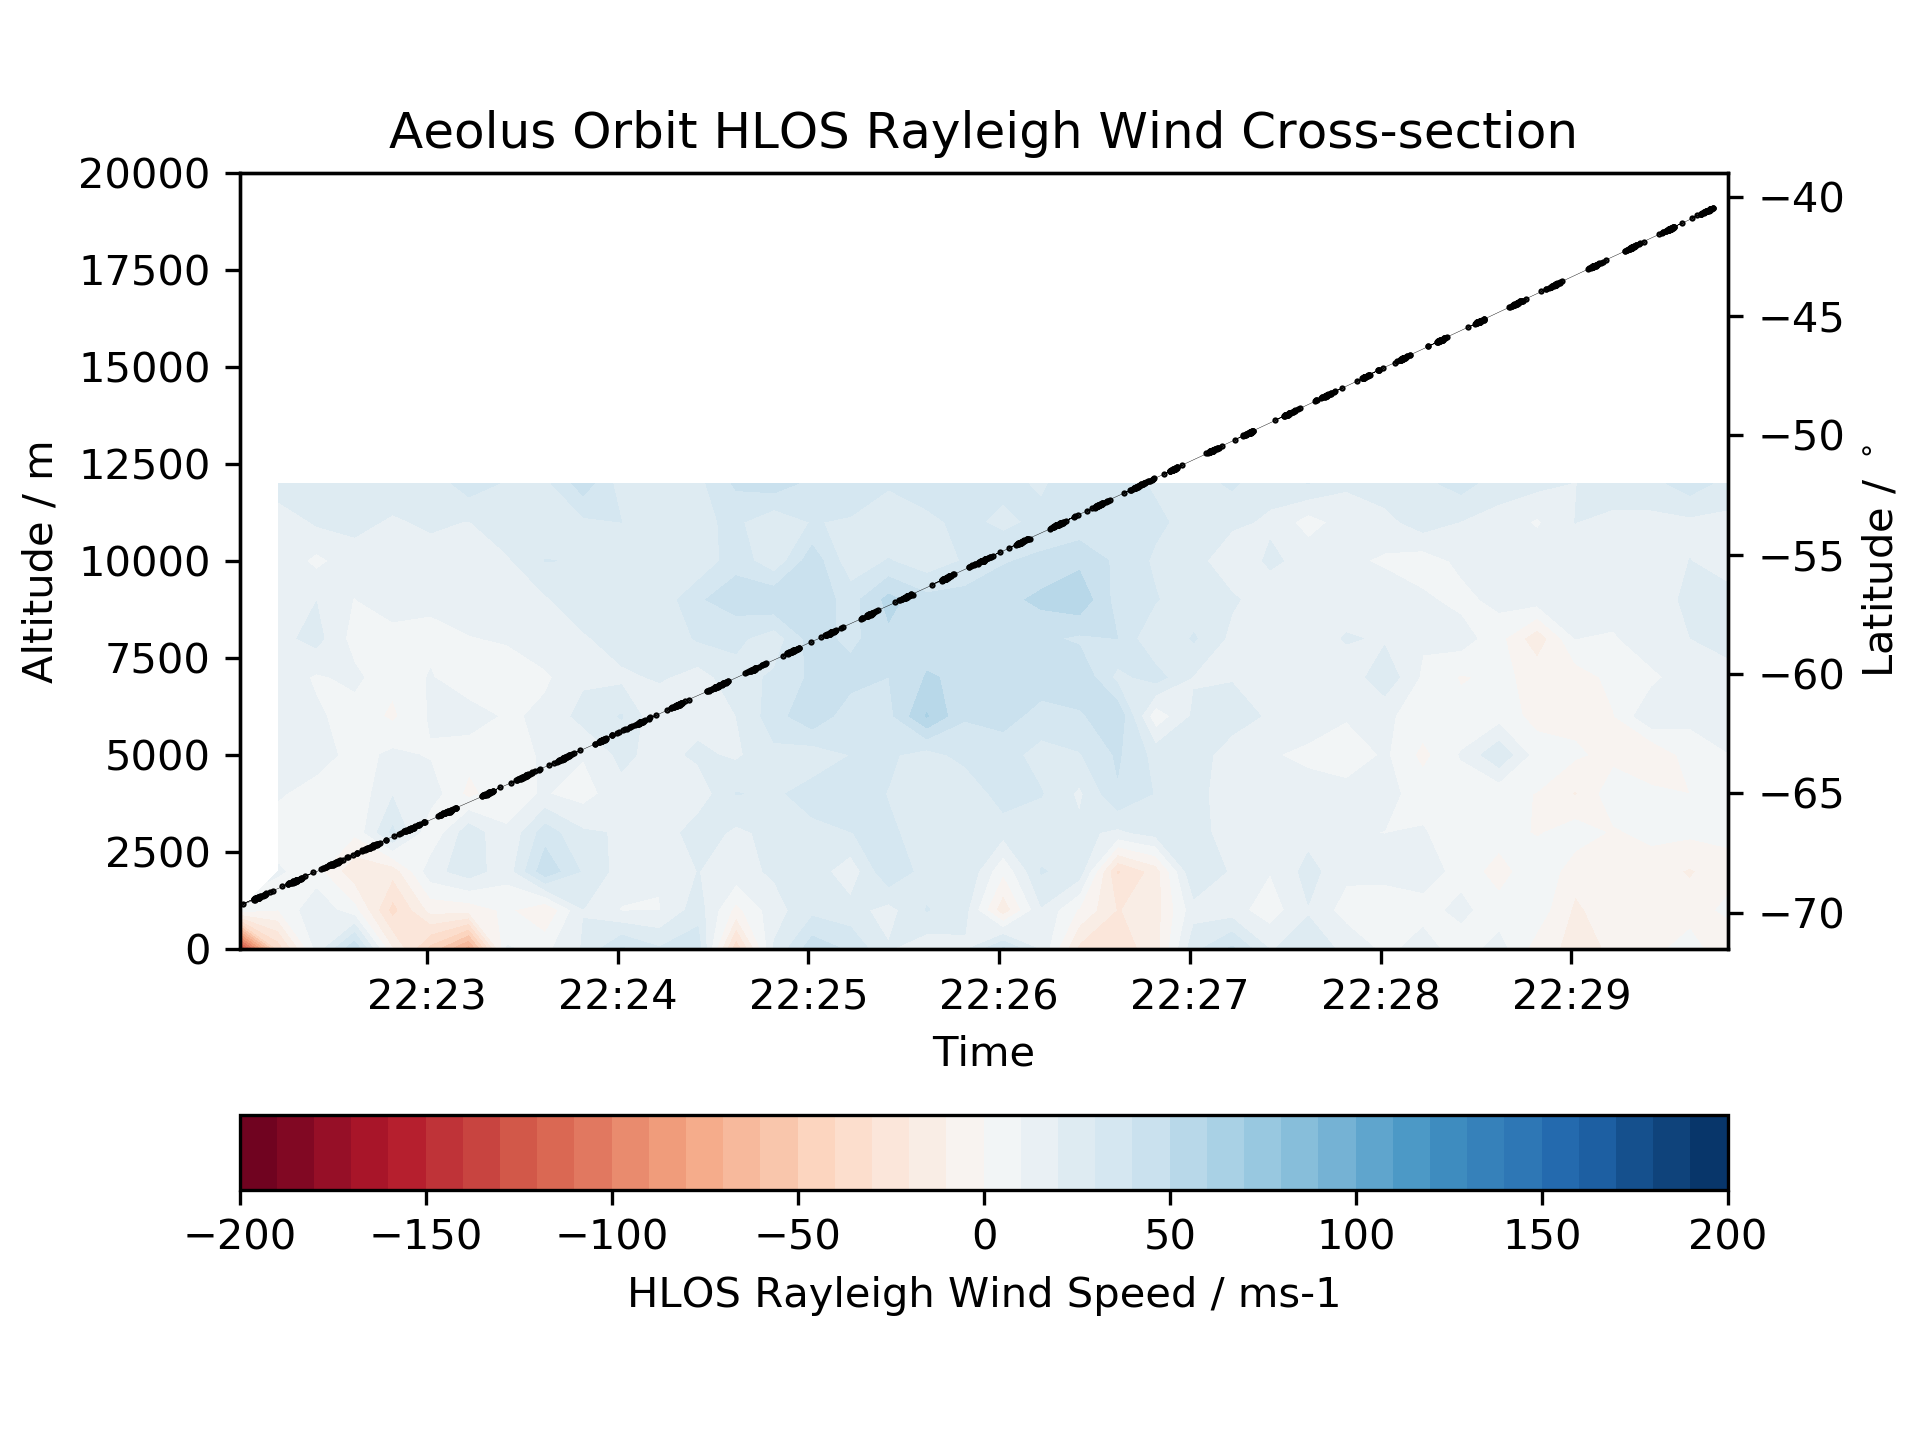 Aeolus Orbit HLOS Rayleigh Wind Cross-section
20000
17500
15000
12500
10000
7500
5000
2500
0
Altitude / m
−40
−45
−50
−55
−60
−65
−70
Latitude / °
22:23 22:24 22:25 22:26 22:27 22:28 22:29
Time
−200 −150 −100 −50 0 50 100 150 200
HLOS Rayleigh Wind Speed / ms-1